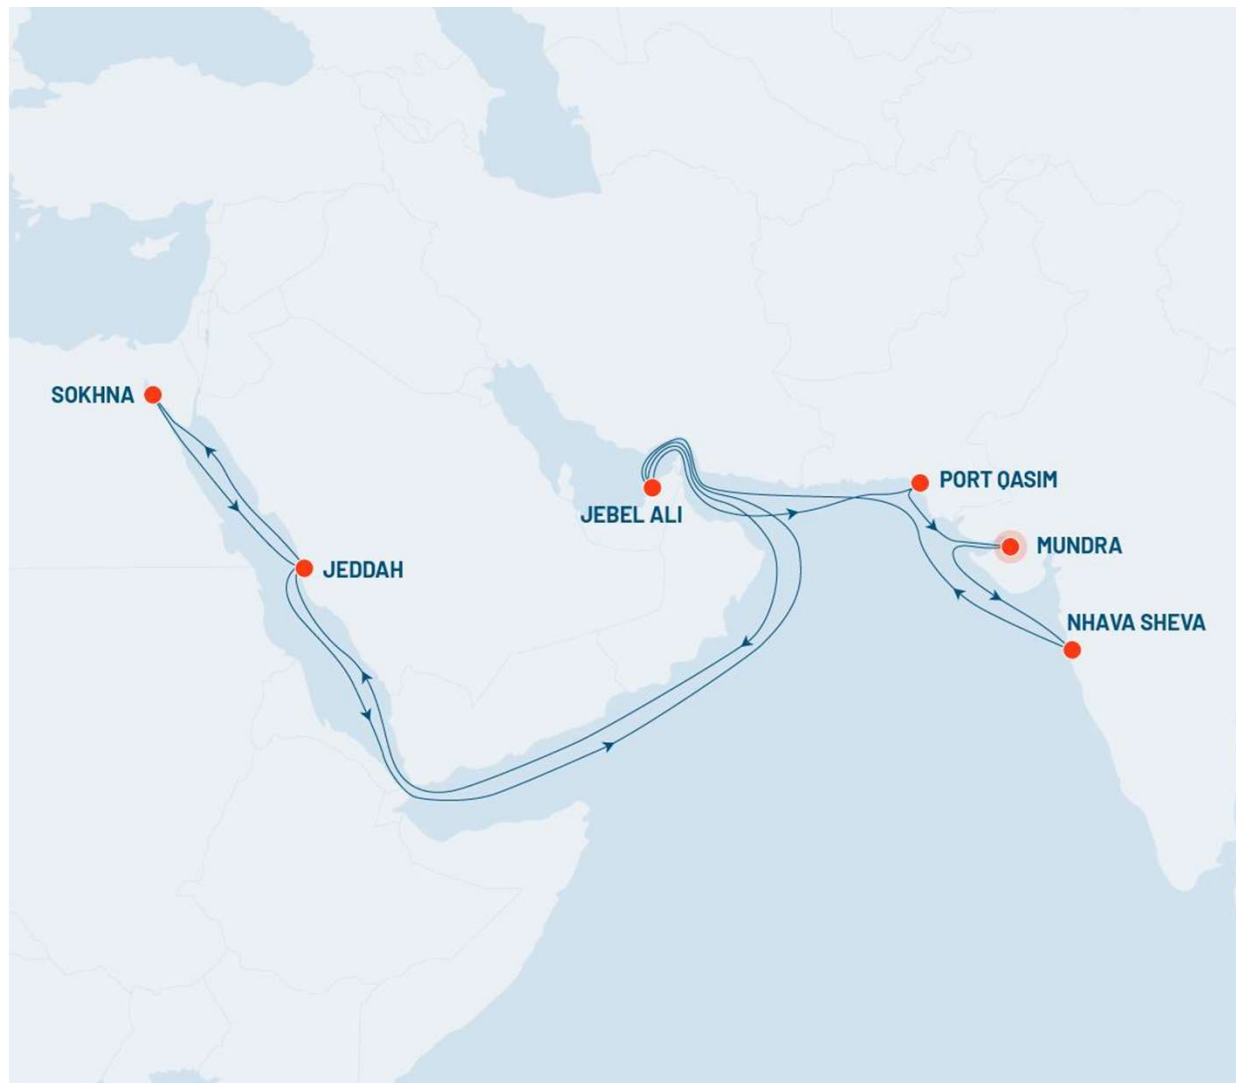 SOKHNA
JEDDAH
JEBEL ALI
PORT QASIM
MUNDRA
NHAVA SHEVA